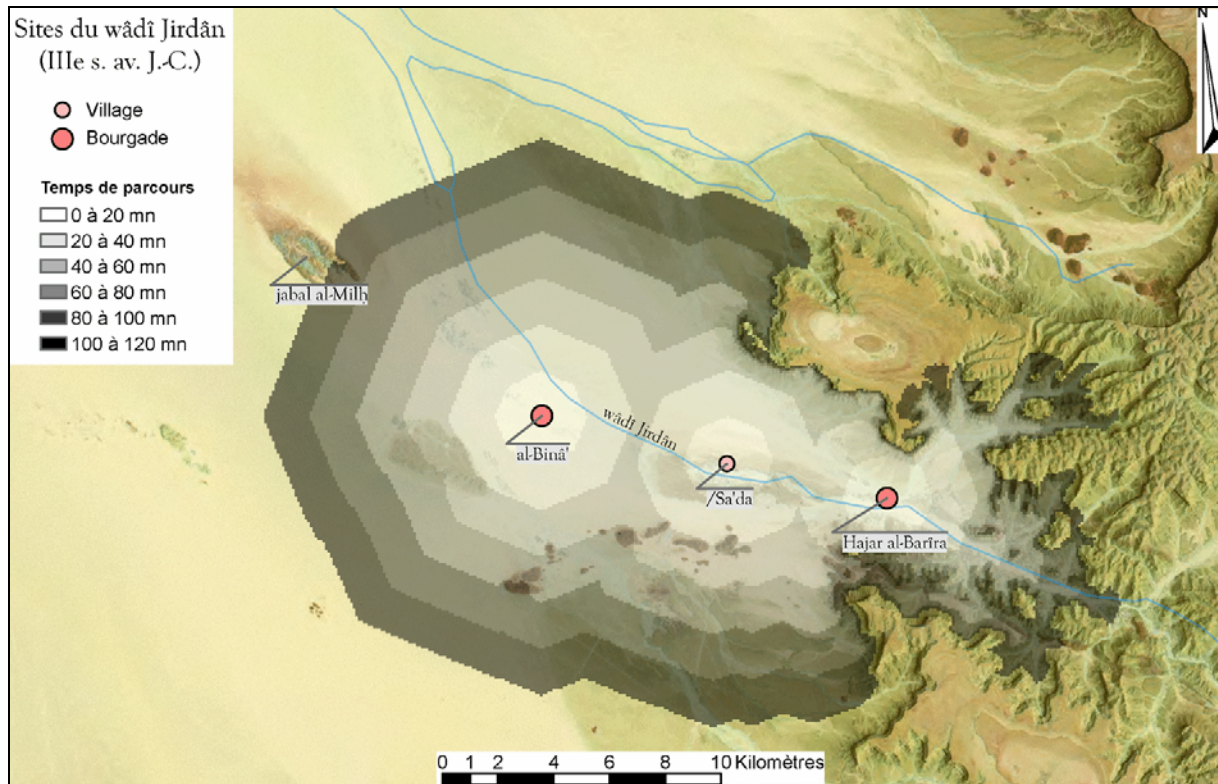 Sites du wâdî Jirdân
(IIIe s. av. J.-C.)
Village
Bourgade
Temps de parcours
0 à 20 mn
20 à 40 mn
40 à 60 mn
60 à 80 mn
80 à 100 mn
100 à 120 mn
N
jabal al-Milḥ
al-Binâ'
wâdî Jirdân
/Sa'da
Hajar al-Barîra
0 1 2 4 6 8 10 Kilomètres